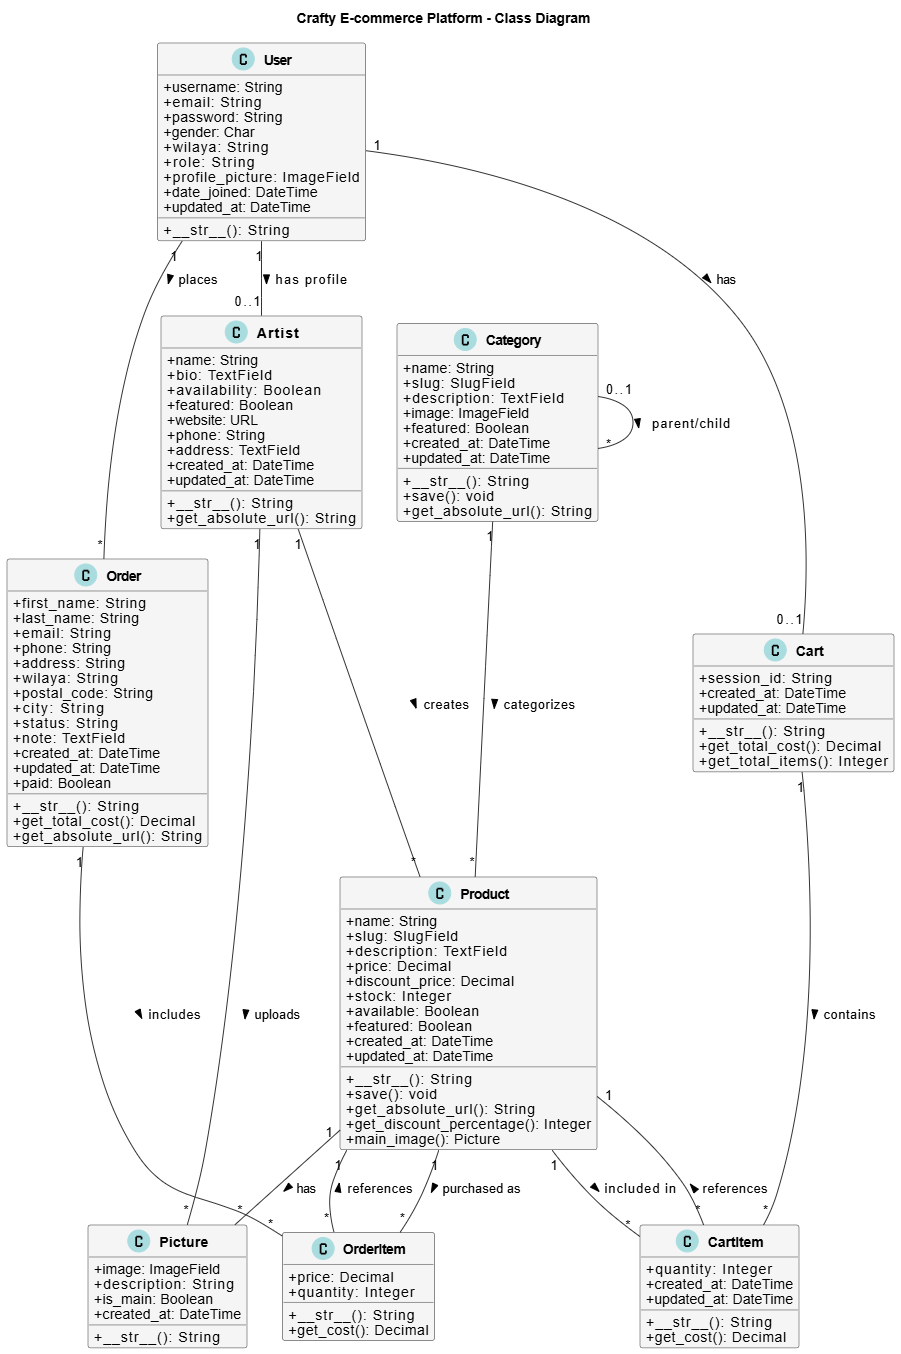 Crafty E-commerce Platform - Class Diagram
C User
+username: String
+email: String
+password: String
+gender: Char
+wilaya: String
+role: String
+profile_picture: ImageField
+date_joined: DateTime
+updated_at: DateTime
+__str__(): String
1
1
1
places
has profile
has
0..1
C Artist
+name: String
+bio: TextField
+availability: Boolean
+featured: Boolean
+website: URL
+phone: String
+address: TextField
+created_at: DateTime
+updated_at: DateTime
+__str__(): String
+get_absolute_url(): String
C Category
+name: String
+slug: SlugField
+description: TextField
+image: ImageField
+featured: Boolean
+created_at: DateTime
+updated_at: DateTime
+__str__(): String
+save(): void
+get_absolute_url(): String
0..1
parent/child
*
*
1
1
1
C Order
+first_name: String
+last_name: String
+email: String
+phone: String
+address: String
+wilaya: String
+postal_code: String
+city: String
+status: String
+note: TextField
+created_at: DateTime
+updated_at: DateTime
+paid: Boolean
+__str__(): String
+get_total_cost(): Decimal
+get_absolute_url(): String
0..1
C Cart
+session_id: String
+created_at: DateTime
+updated_at: DateTime
+__str__(): String
+get_total_cost(): Decimal
+get_total_items(): Integer
creates
categorizes
1
1
*
*
C Product
+name: String
+slug: SlugField
+description: TextField
+price: Decimal
+discount_price: Decimal
+stock: Integer
+available: Boolean
+featured: Boolean
+created_at: DateTime
+updated_at: DateTime
+__str__(): String
+save(): void
+get_absolute_url(): String
+get_discount_percentage(): Integer
+main_image(): Picture
includes
uploads
contains
1
1
1
1
1
has
references
purchased as
included in
references
*
*
*
*
*
*
*
*
C Picture
+image: ImageField
+description: String
+is_main: Boolean
+created_at: DateTime
+__str__(): String
C OrderItem
+price: Decimal
+quantity: Integer
+__str__(): String
+get_cost(): Decimal
C CartItem
+quantity: Integer
+created_at: DateTime
+updated_at: DateTime
+__str__(): String
+get_cost(): Decimal